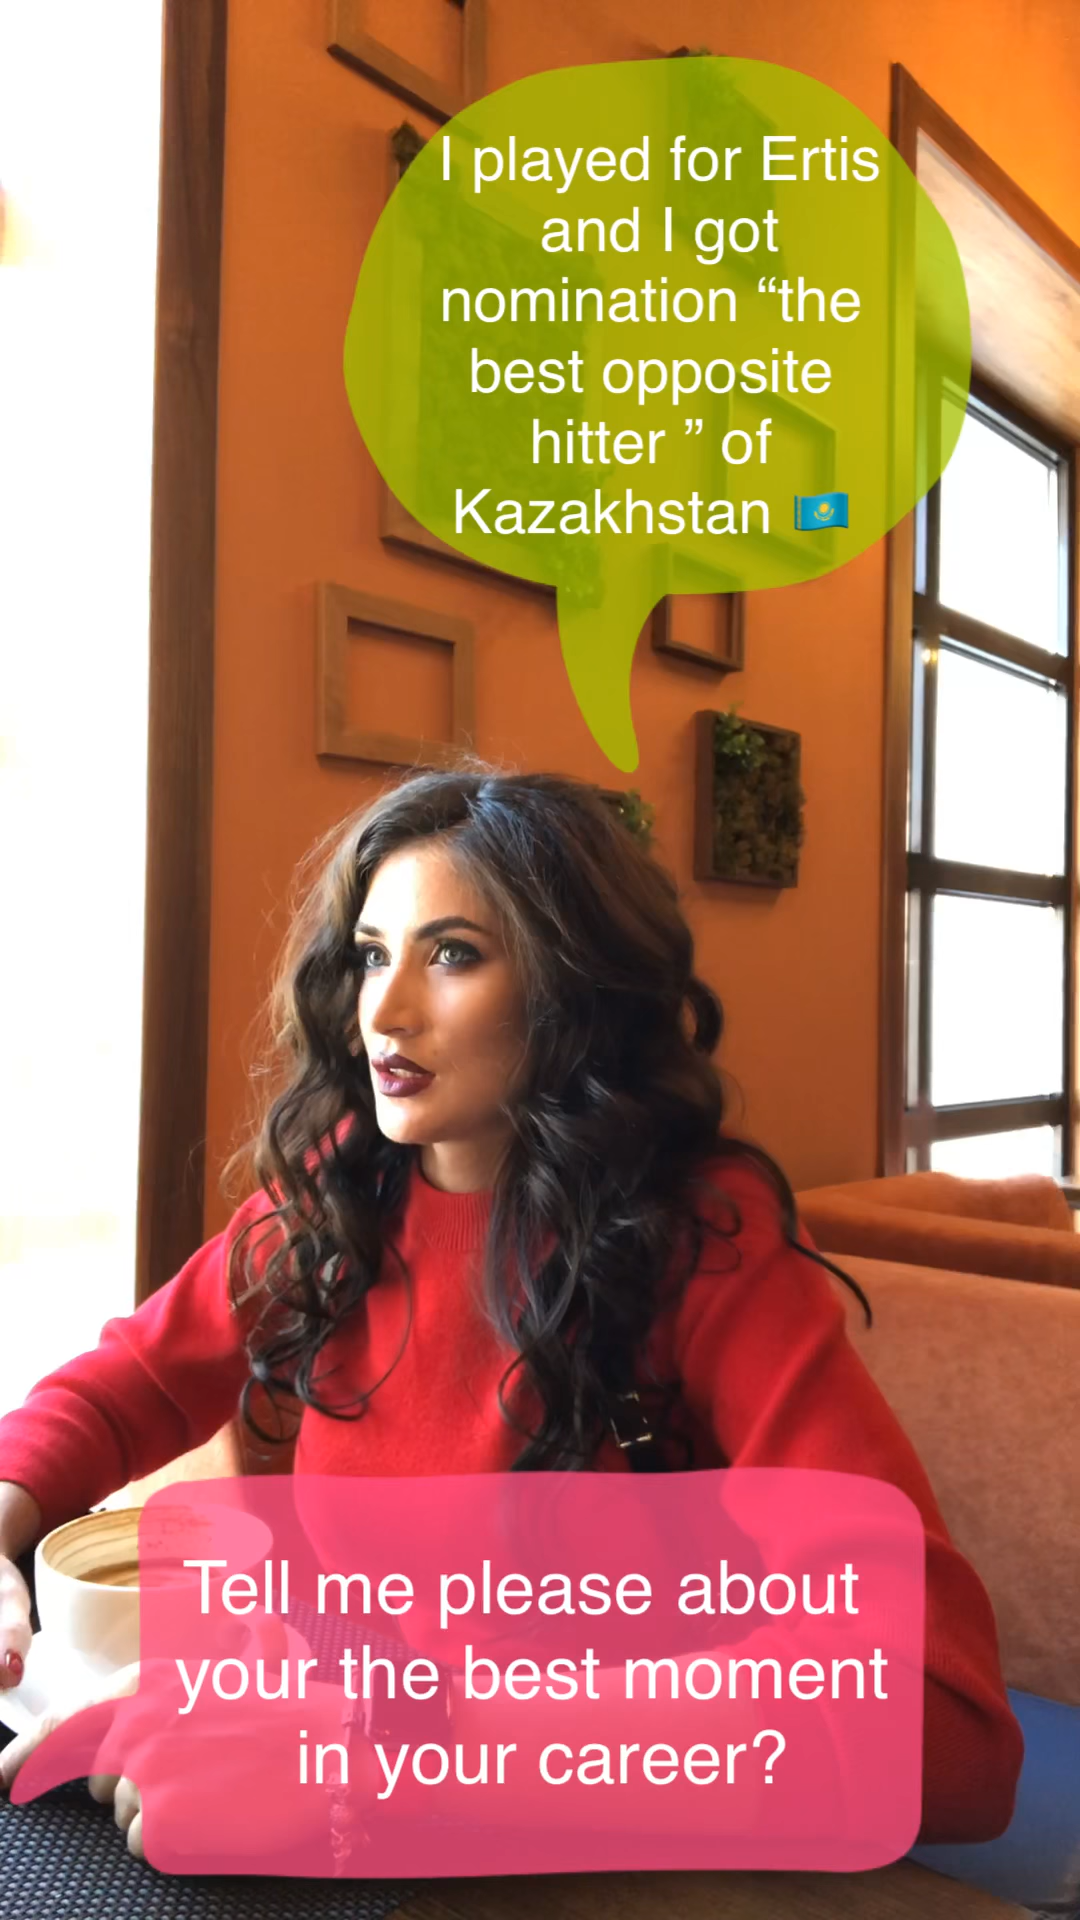 I played for Ertis
and I got
nomination “the
best opposite
hitter ” of
Kazakhstan 🇰🇿
Tell me please about
your the best moment
in your career?